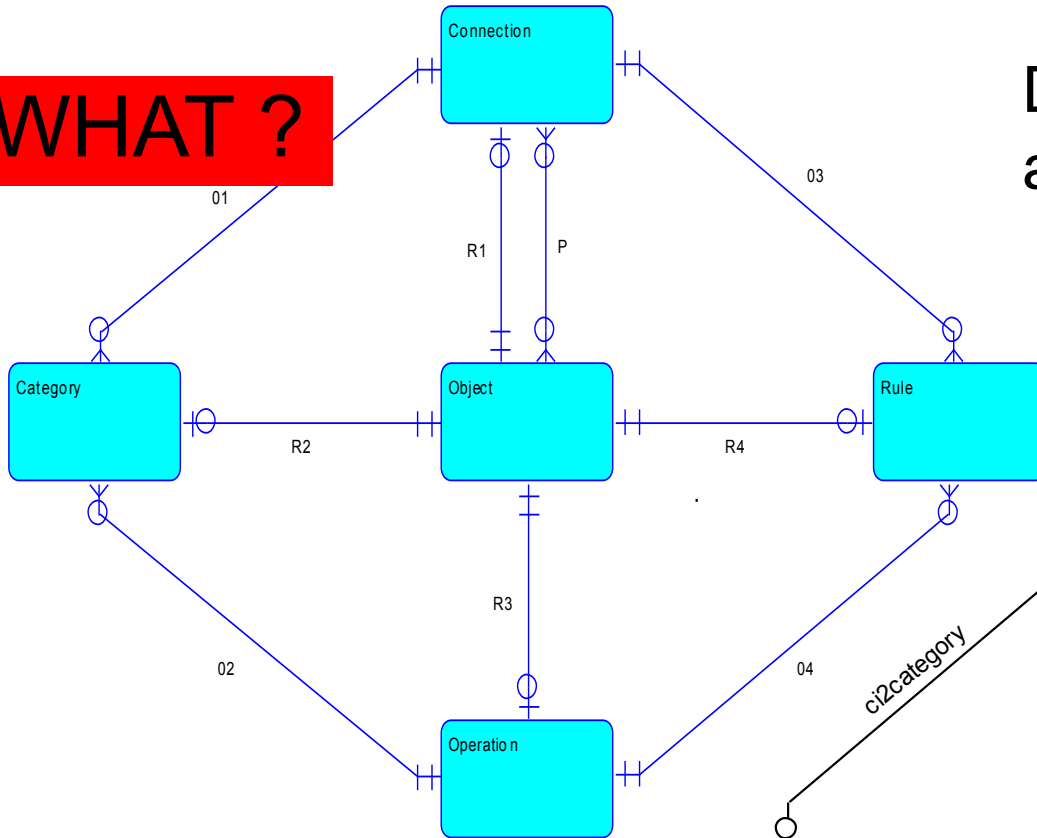 Connection
WHAT ?
D
a
01
03
R1
P
Category
Object
Rule
R2
R4
.
R3
02
04
ci2category
Operation